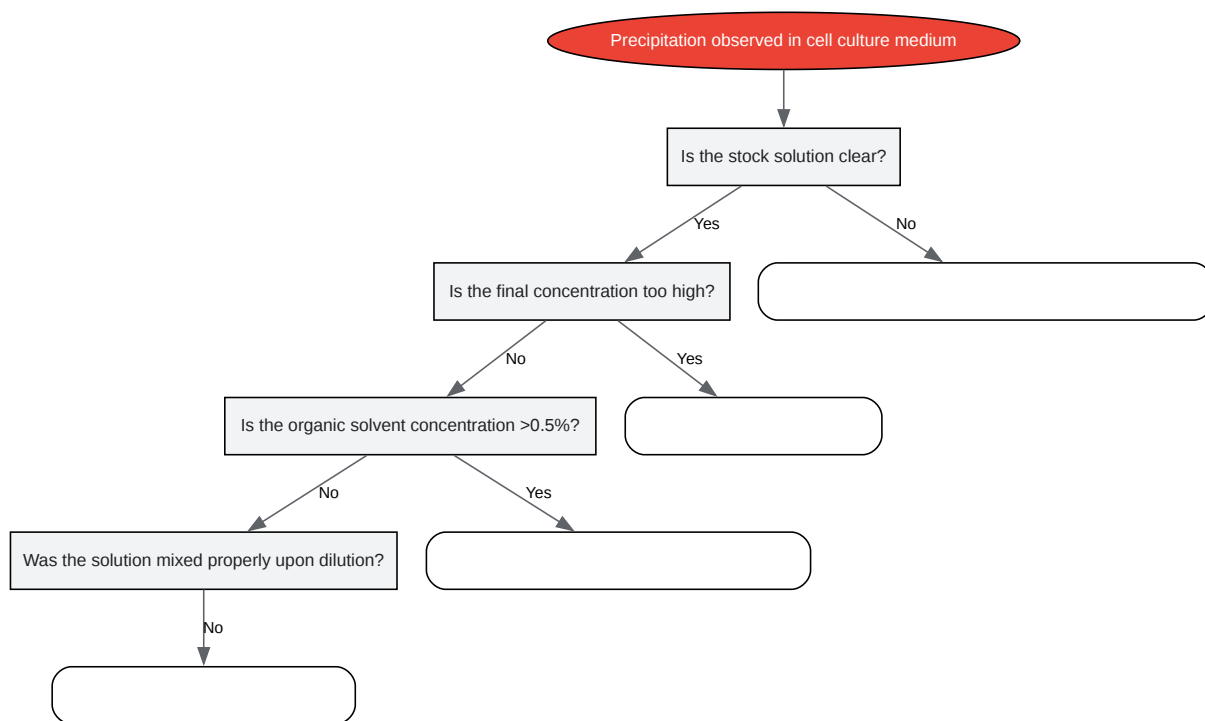 Precipitation observed in cell culture medium
Is the stock solution clear?
Yes
No
Is the final concentration too high?
No
Yes
Is the organic solvent concentration >0.5%?
No
Yes
Was the solution mixed properly upon dilution?
No